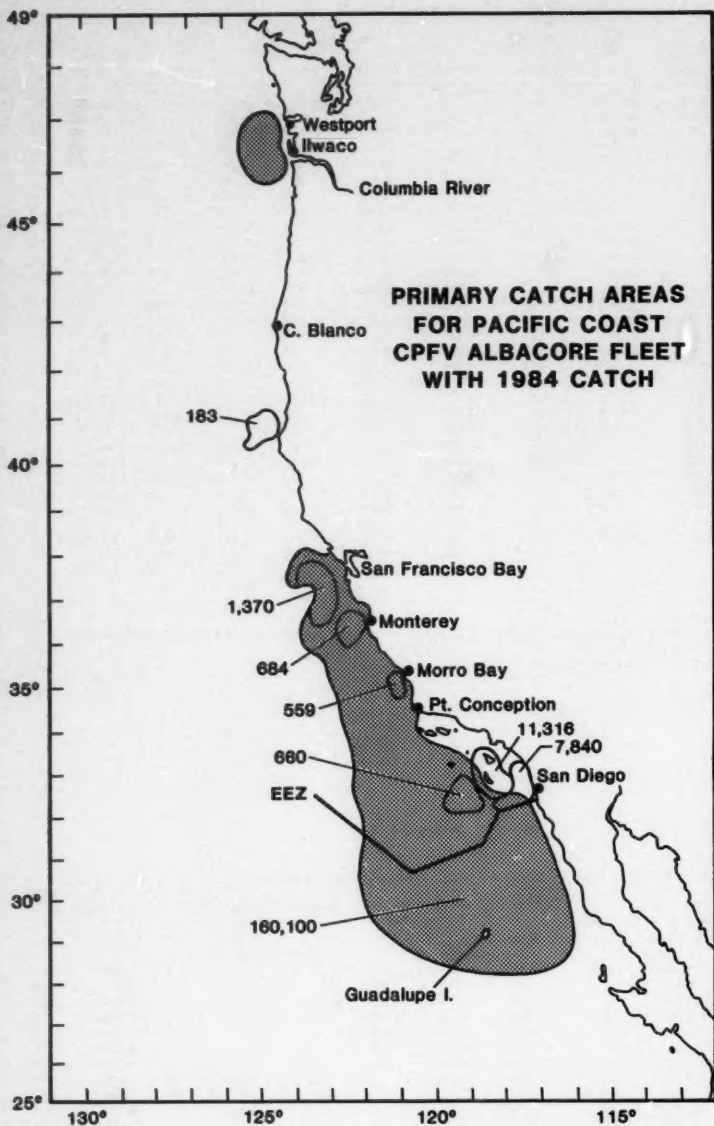 49°
Westport
Ilwaco
Columbia River
45°
PRIMARY CATCH AREAS
FOR PACIFIC COAST
CPFV ALBACORE FLEET
WITH 1984 CATCH
C. Blanco
183
40°
San Francisco Bay
1,370
Monterey
684
Morro Bay
35°
559
Pt. Conception
11,316
7,840
660
San Diego
EEZ
30°
160,100
Guadalupe I.
25°
130° 125° 120° 115°